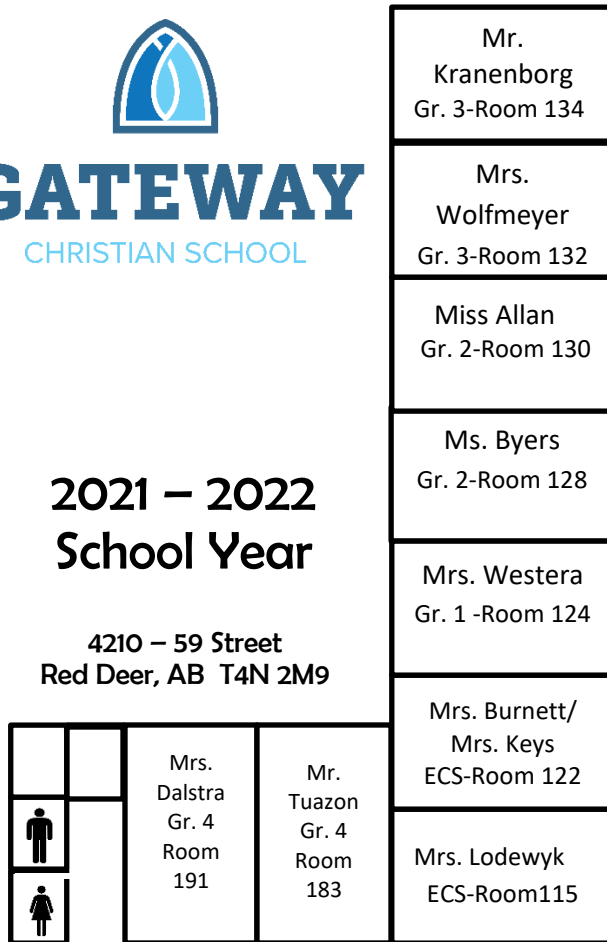 GATEWAY
CHRISTIAN SCHOOL
2021 – 2022
School Year
4210 – 59 Street
Red Deer, AB T4N 2M9
Mr.
Kranenborg
Gr. 3-Room 134
Mrs.
Wolfmeyer
Gr. 3-Room 132
Miss Allan
Gr. 2-Room 130
Ms. Byers
Gr. 2-Room 128
Mrs. Westera
Gr. 1 -Room 124
Mrs. Burnett/
Mrs. Keys
ECS-Room 122
Mrs. Lodewyk
ECS-Room115
Mrs.
Dalstra
Gr. 4
Room
191
Mr.
Tuazon
Gr. 4
Room
183